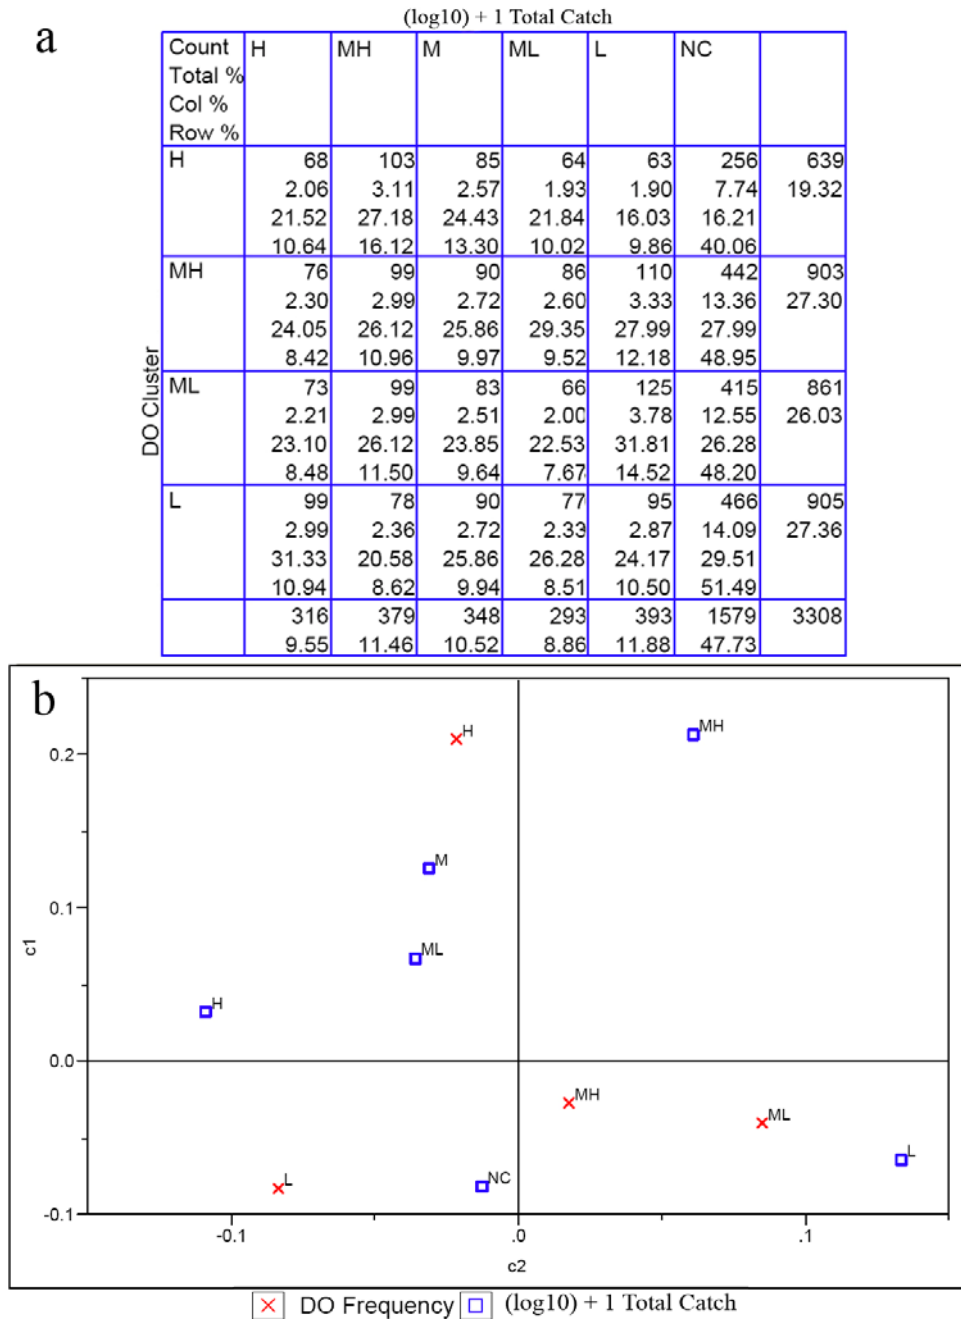 (log10) + 1 Total Catch
a
Count H MH M ML L NC
Total %
Col %
Row %
H 68 103 85 64 63 256 639
2.06 3.11 2.57 1.93 1.90 7.74 19.32
21.52 27.18 24.43 21.84 16.03 16.21
10.64 16.12 13.30 10.02 9.86 40.06
MH 76 99 90 86 110 442 903
2.30 2.99 2.72 2.60 3.33 13.36 27.30
24.05 26.12 25.86 29.35 27.99 27.99
8.42 10.96 9.97 9.52 12.18 48.95
DO Cluster
ML 73 99 83 66 125 415 861
2.21 2.99 2.51 2.00 3.78 12.55 26.03
23.10 26.12 23.85 22.53 31.81 26.28
8.48 11.50 9.64 7.67 14.52 48.20
L 99 78 90 77 95 466 905
2.99 2.36 2.72 2.33 2.87 14.09 27.36
31.33 20.58 25.86 26.28 24.17 29.51
10.94 8.62 9.94 8.51 10.50 51.49
316 379 348 293 393 1579 3308
9.55 11.46 10.52 8.86 11.88 47.73
b
H MH
0.2
M
0.1
ML
c1
H
0.0
MH ML
L
L NC
-0.1
-0.1 .0 .1
c2
DO Frequency (log10) + 1 Total Catch